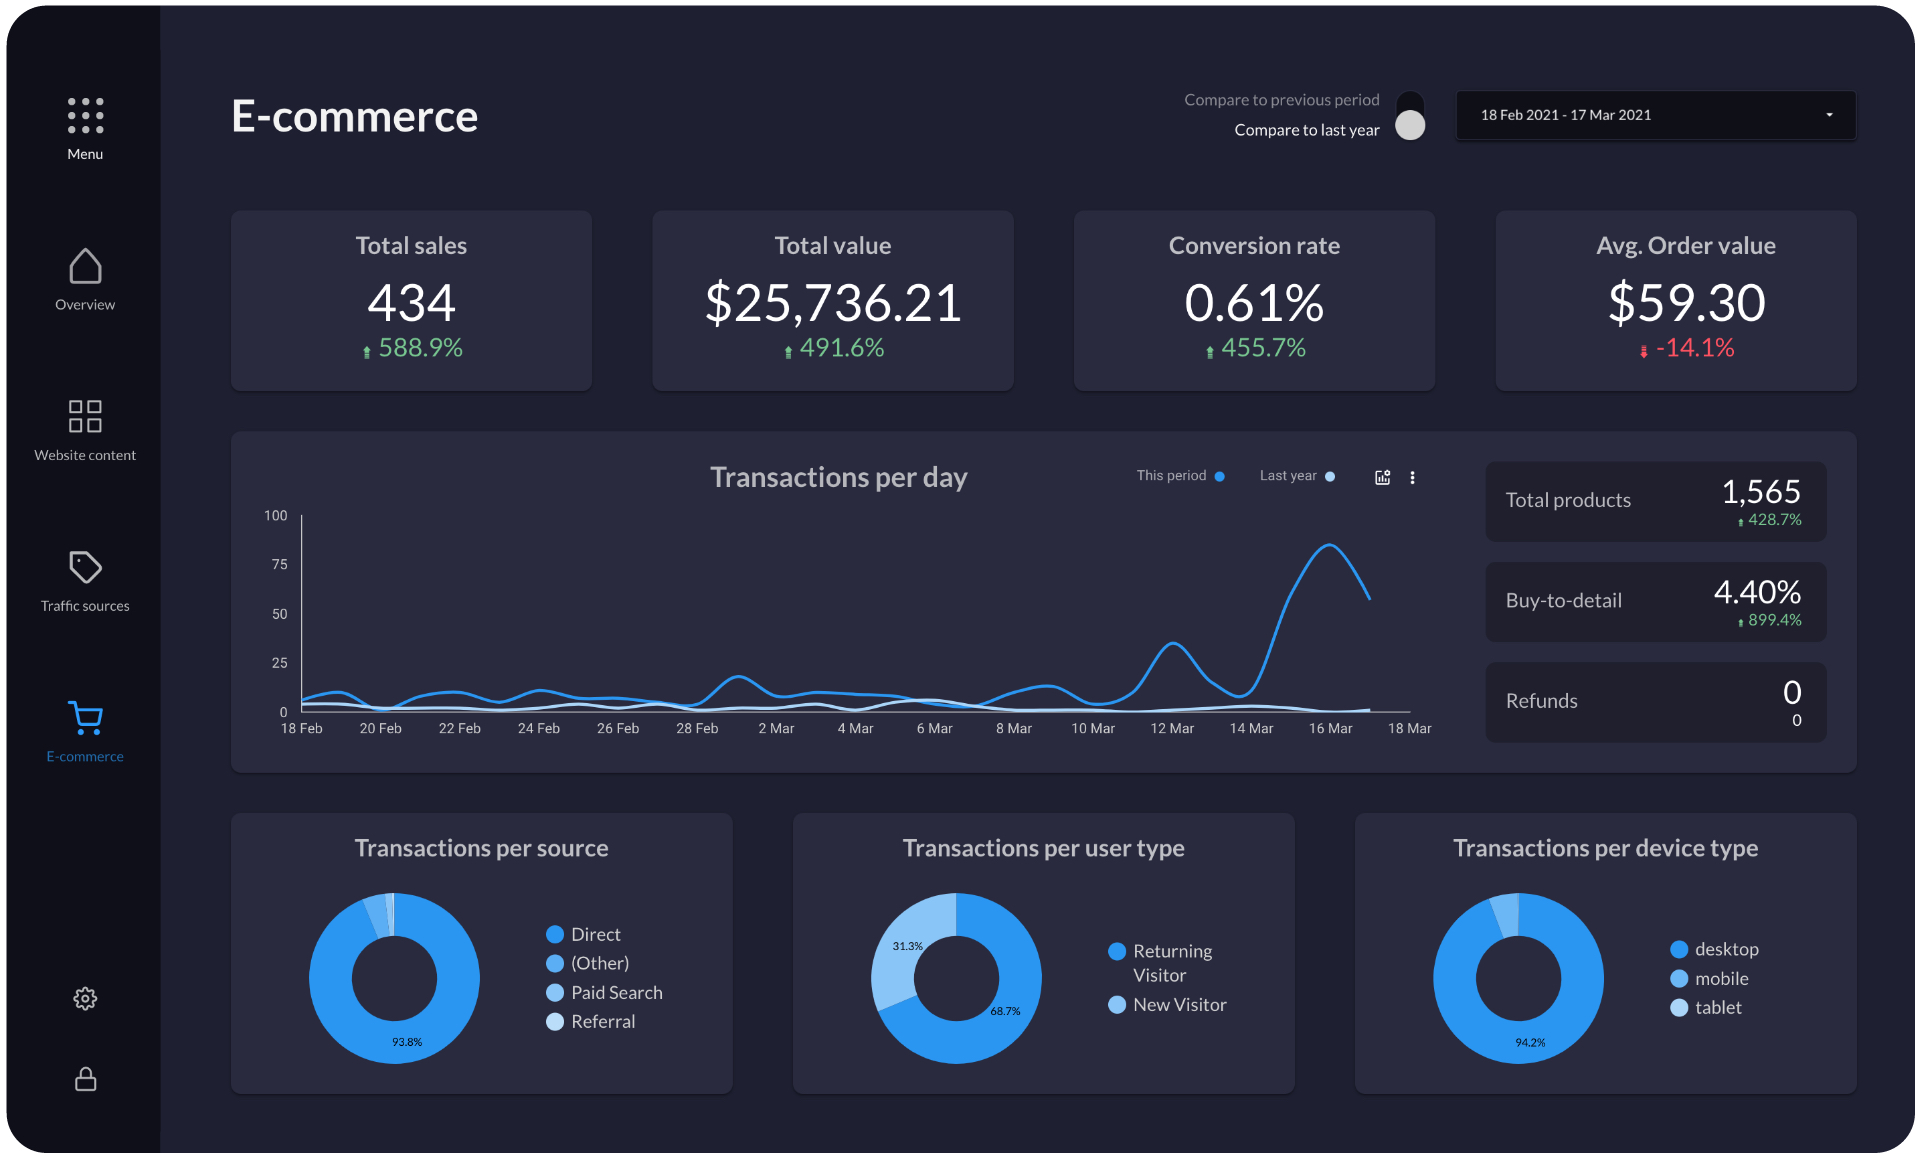 Menu
Overview
Website content
Traffic sources
E-commerce
E-commerce
Compare to previous period
Compare to last year
18 Feb 2021 - 17 Mar 2021
Total sales
434
588.9%
Total value
$25,736.21
491.6%
Conversion rate
0.61%
455.7%
Avg. Order value
$59.30
-14.1%
Transactions per day
This period
Last year
100
75
50
25
0
18 Feb 20 Feb 22 Feb 24 Feb 26 Feb 28 Feb 2 Mar 4 Mar 6 Mar 8 Mar 10 Mar 12 Mar 14 Mar 16 Mar 18 Mar
Total products
1,565
428.7%
Buy-to-detail
4.40%
899.4%
Refunds
0
0
Transactions per source
93.8%
Direct
(Other)
Paid Search
Referral
Transactions per user type
31.3%
68.7%
Returning
Visitor
New Visitor
Transactions per device type
94.2%
desktop
mobile
tablet